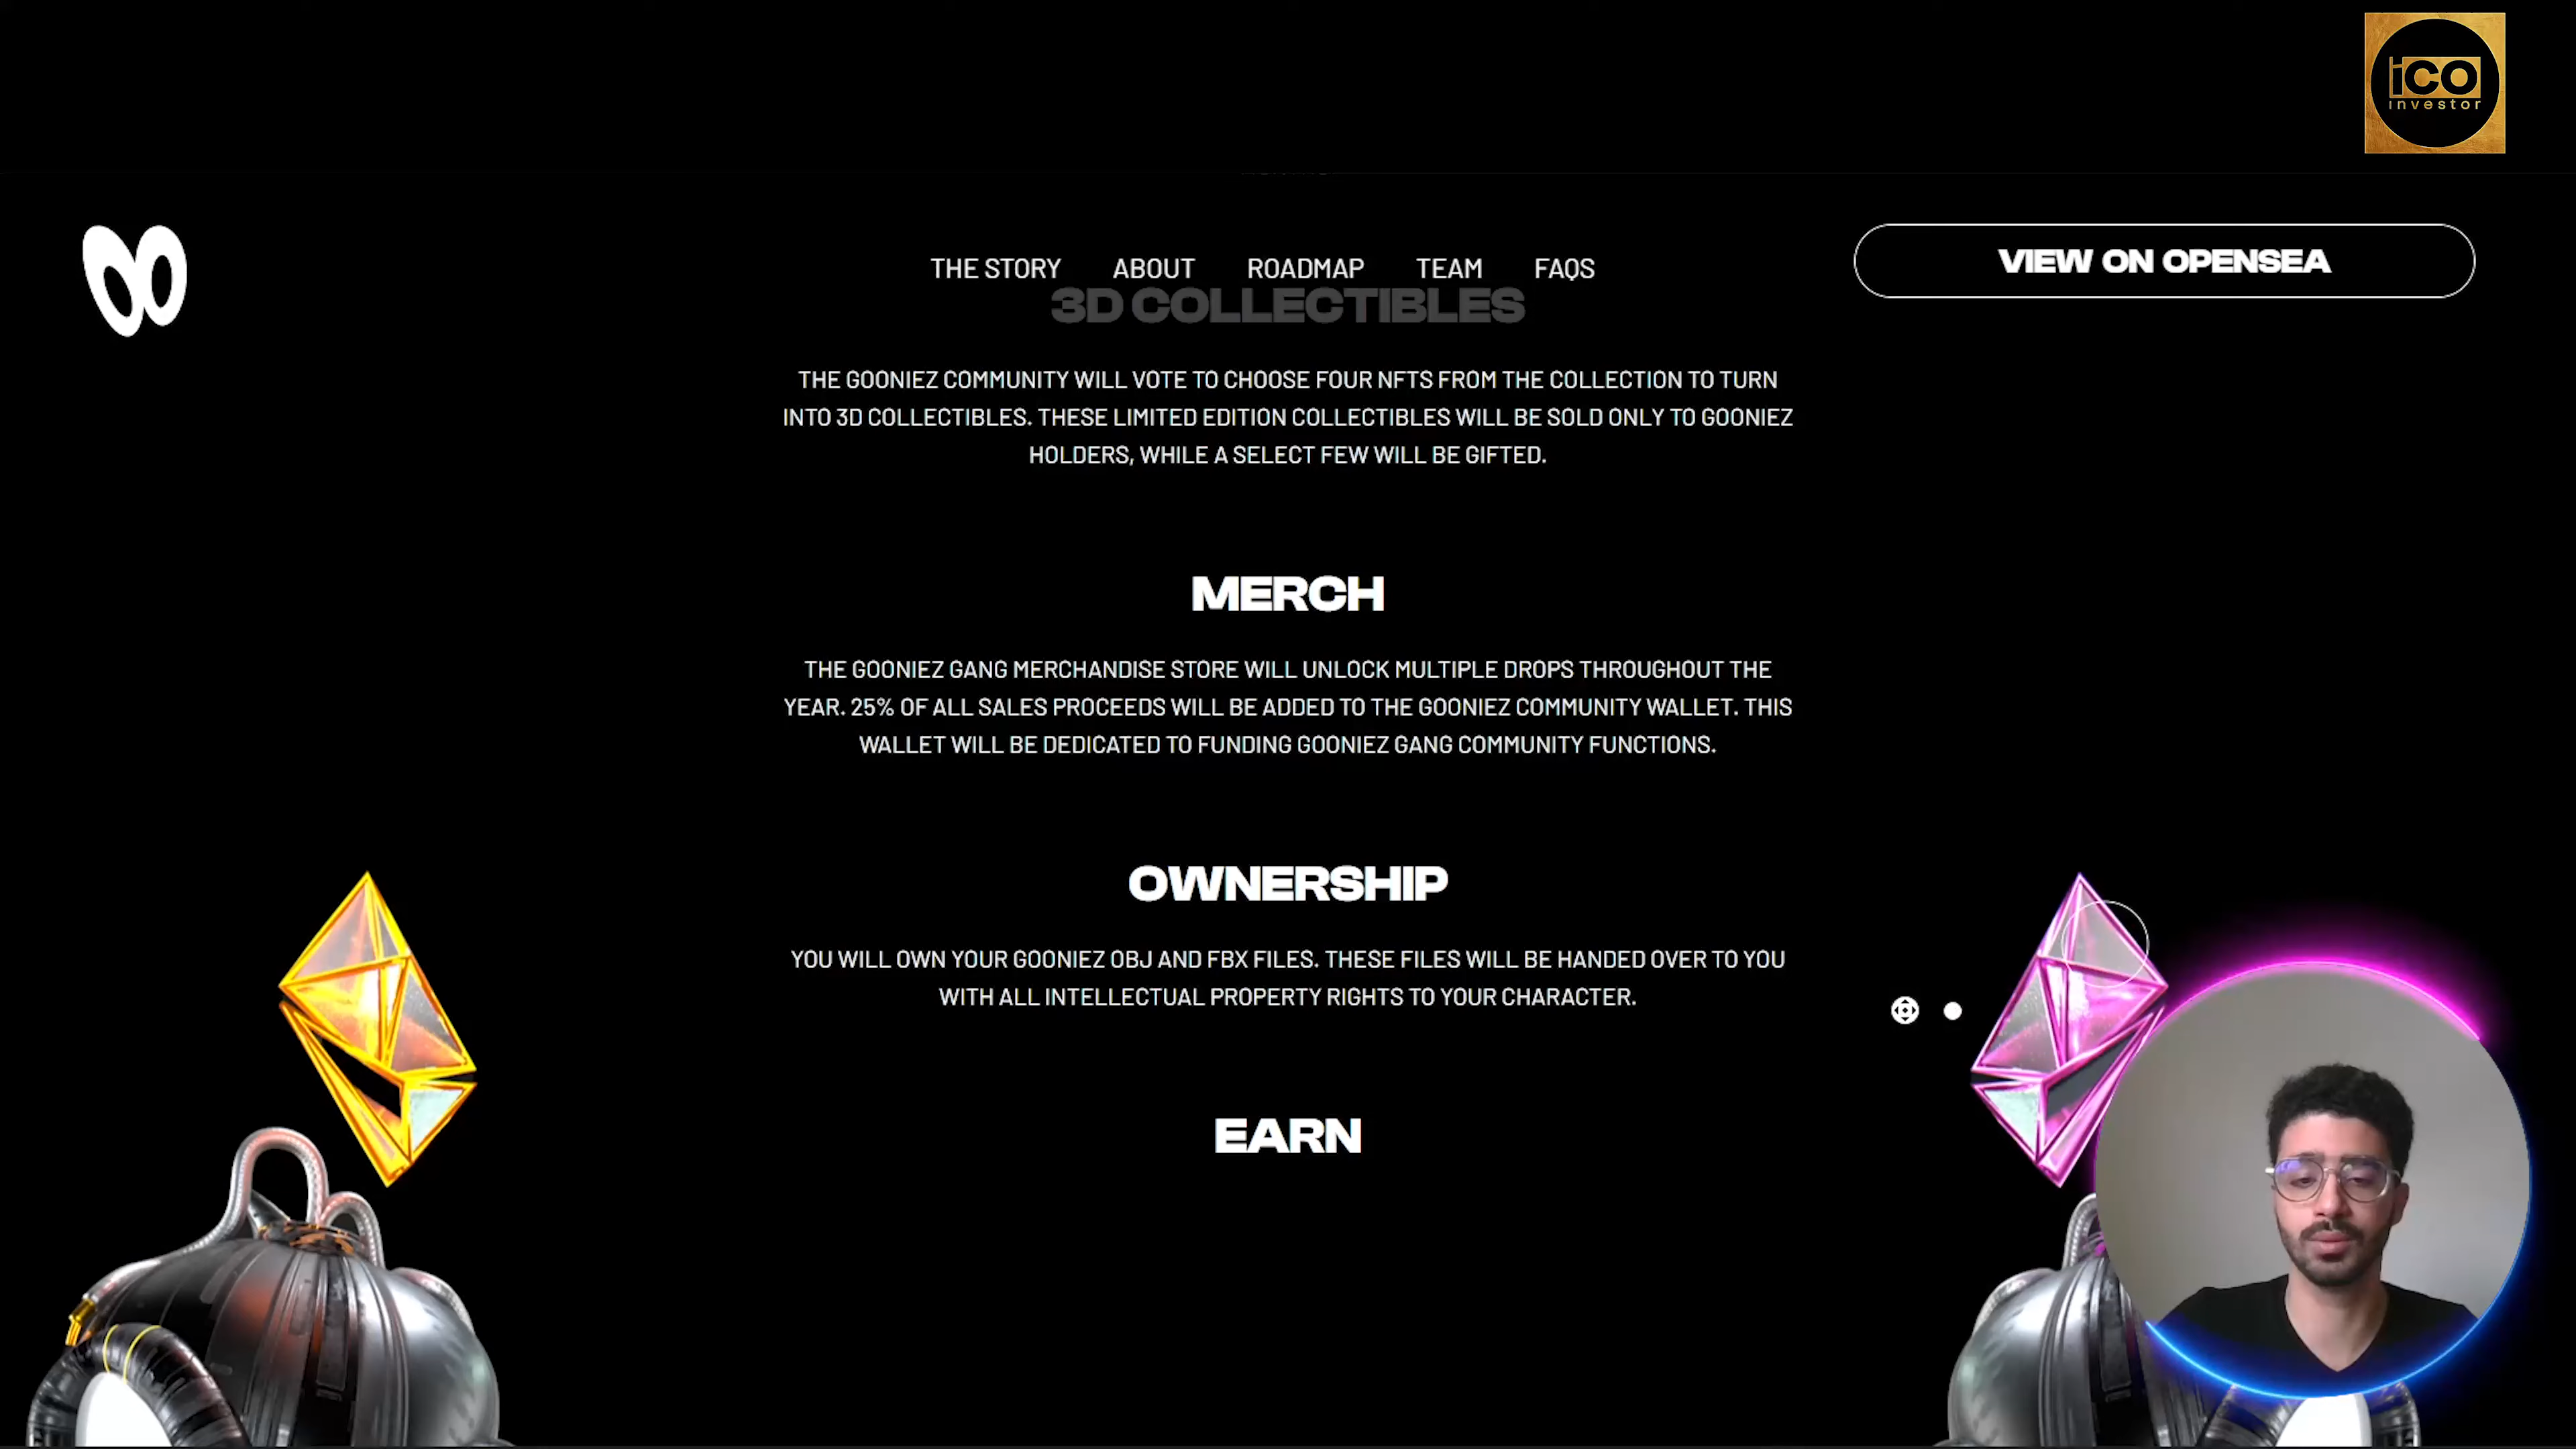 iCO
investor
THE STORY ABOUT ROADMAP TEAM FAQS
VIEW ON OPENSEA
3D COLLECTIBLES
THE GOONIEZ COMMUNITY WILL VOTE TO CHOOSE FOUR NFTS FROM THE COLLECTION TO TURN
INTO 3D COLLECTIBLES. THESE LIMITED EDITION COLLECTIBLES WILL BE SOLD ONLY TO GOONIEZ
HOLDERS, WHILE A SELECT FEW WILL BE GIFTED.
MERCH
THE GOONIEZ GANG MERCHANDISE STORE WILL UNLOCK MULTIPLE DROPS THROUGHOUT THE
YEAR. 25% OF ALL SALES PROCEEDS WILL BE ADDED TO THE GOONIEZ COMMUNITY WALLET. THIS
WALLET WILL BE DEDICATED TO FUNDING GOONIEZ GANG COMMUNITY FUNCTIONS.
OWNERSHIP
YOU WILL OWN YOUR GOONIEZ OBJ AND FBX FILES. THESE FILES WILL BE HANDED OVER TO YOU
WITH ALL INTELLECTUAL PROPERTY RIGHTS TO YOUR CHARACTER.
EARN